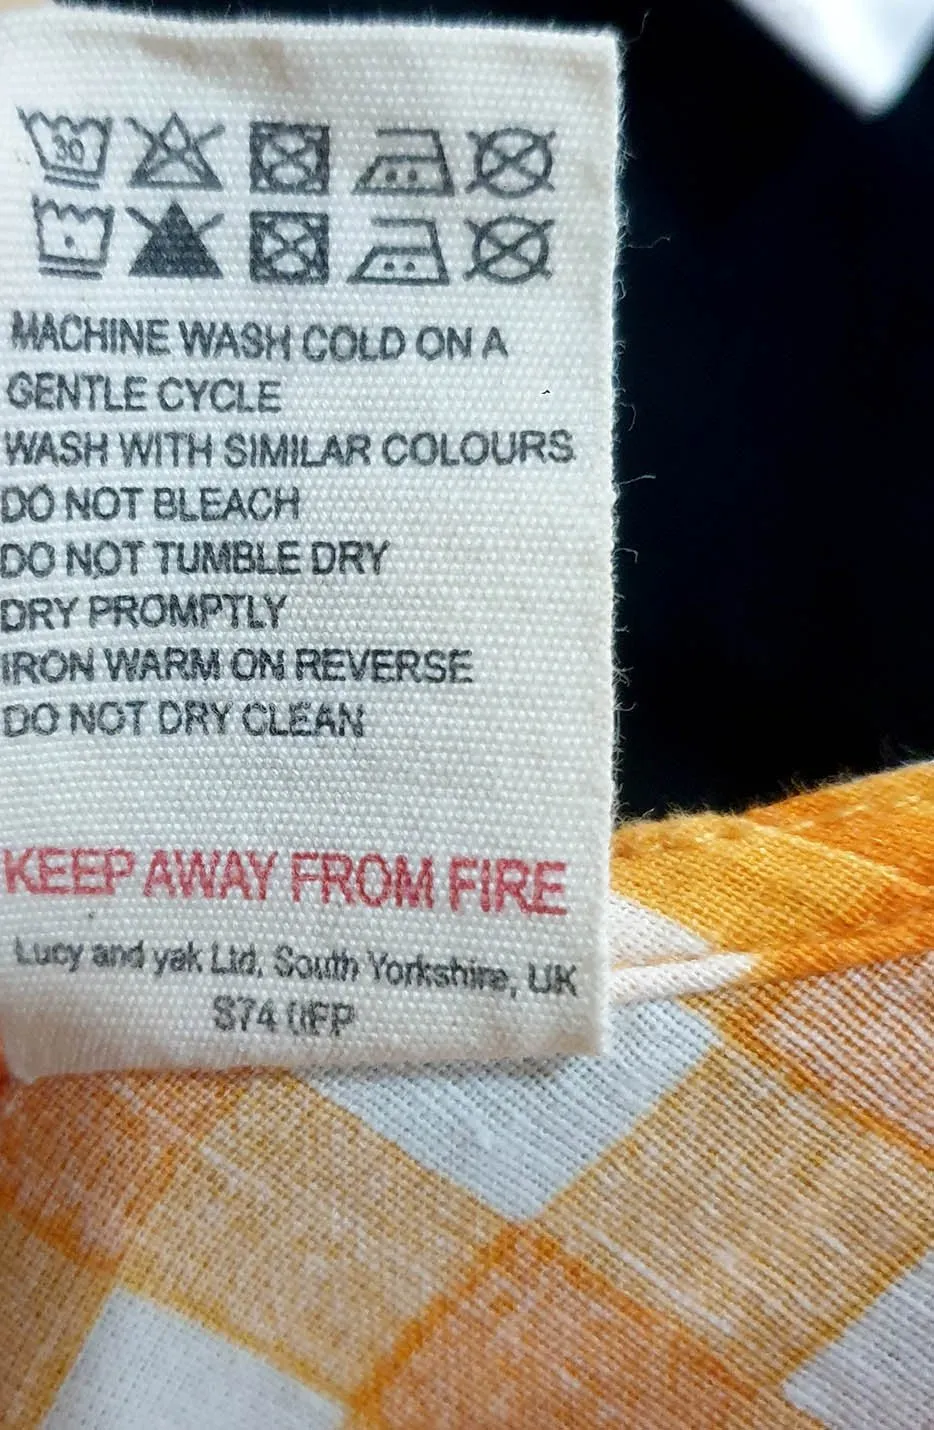 30
MACHINE WASH COLD ON A
GENTLE CYCLE
WASH WITH SIMILAR COLOURS
DO NOT BLEACH
DO NOT TUMBLE DRY
DRY PROMPTLY
IRON WARM ON REVERSE
DO NOT DRY CLEAN
KEEP AWAY FROM FIRE
Lucy and yak Ltd, South Yorkshire, UK
S74